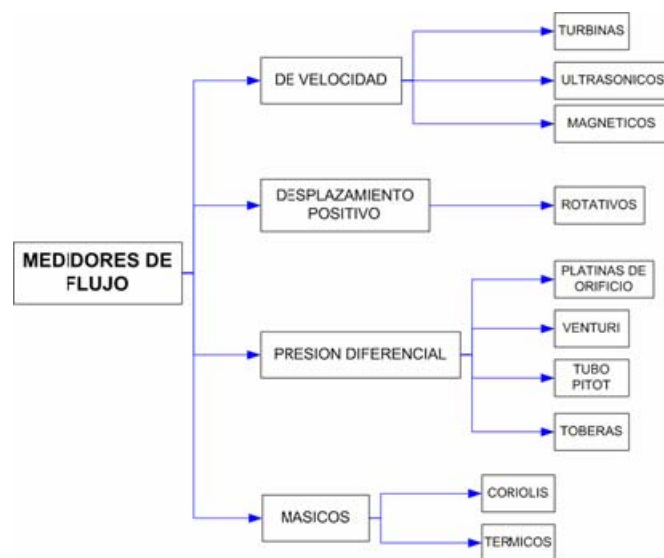 MEDIDORES DE
FLUJO
DE VELOCIDAD
TURBINAS
ULTRASONICOS
MAGNETICOS
DESPLAZAMIENTO
POSITIVO
ROTATIVOS
PRESION DIFERENCIAL
PLATINAS DE
ORIFICIO
VENTURI
TUBO
PITOT
TOBERAS
MASICOS
CORIOLIS
TERMICOS